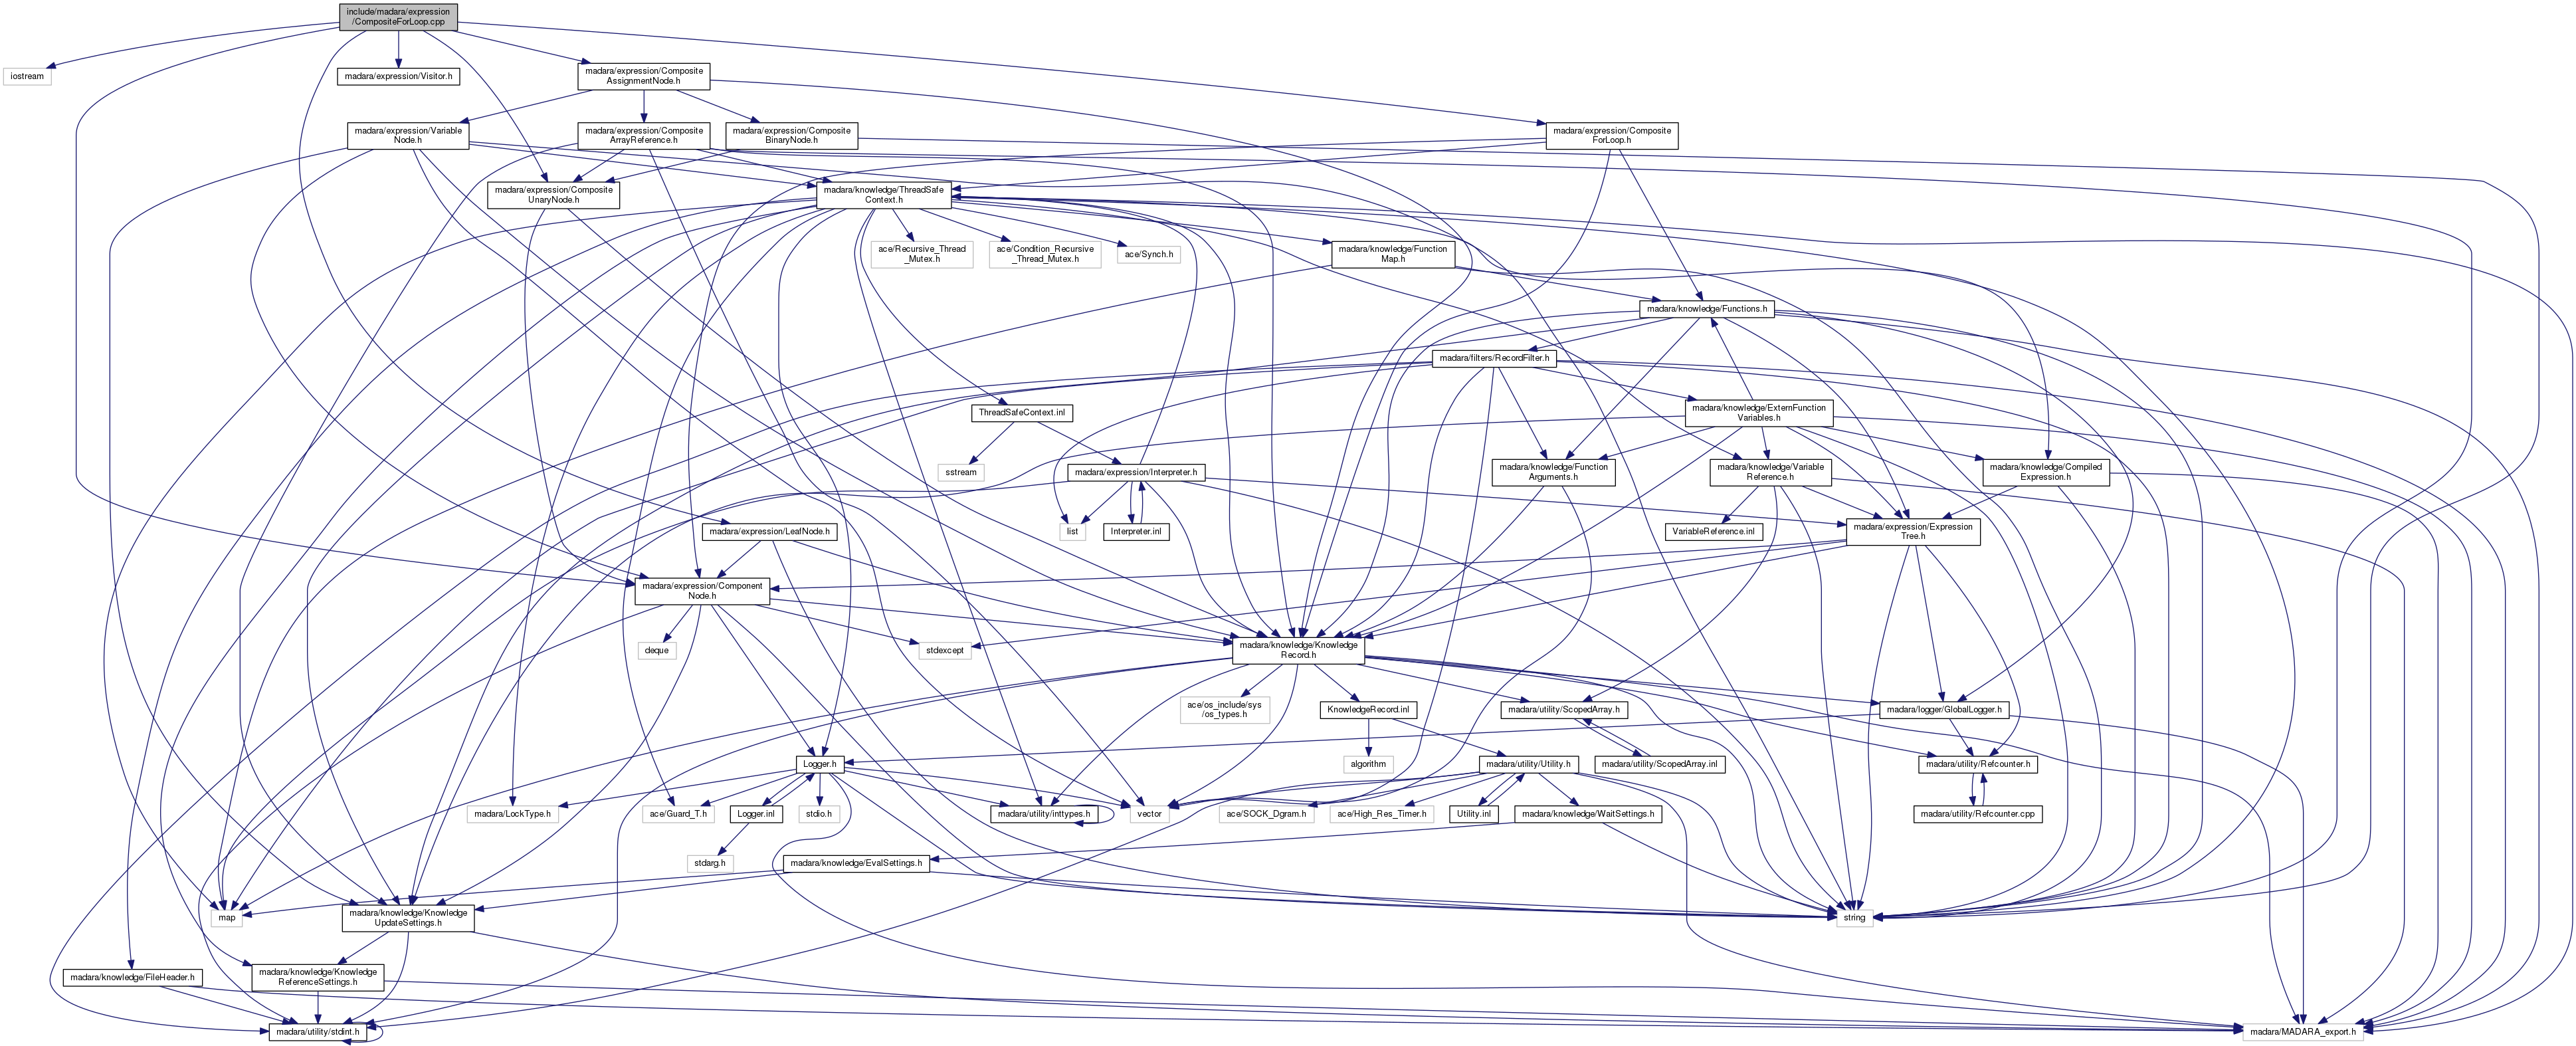 include/madara/expression
/CompositeForLoop.cpp
iostream
madara/expression/Visitor.h
madara/expression/Composite
AssignmentNode.h
madara/expression/Variable
Node.h
madara/expression/Composite
ArrayReference.h
madara/expression/Composite
BinaryNode.h
madara/expression/Composite
ForLoop.h
madara/expression/Composite
UnaryNode.h
madara/knowledge/ThreadSafe
Context.h
ace/Recursive_Thread
_Mutex.h
ace/Condition_Recursive
_Thread_Mutex.h
ace/Synch.h
madara/knowledge/Function
Map.h
madara/knowledge/Functions.h
madara/filters/RecordFilter.h
ThreadSafeContext.inl
madara/knowledge/ExternFunction
Variables.h
sstream
madara/expression/Interpreter.h
madara/knowledge/Function
Arguments.h
madara/knowledge/Variable
Reference.h
madara/knowledge/Compiled
Expression.h
madara/expression/LeafNode.h
list
Interpreter.inl
VariableReference.inl
madara/expression/Expression
Tree.h
madara/expression/Component
Node.h
deque
stdexcept
madara/knowledge/Knowledge
Record.h
ace/os_include/sys
/os_types.h
KnowledgeRecord.inl
madara/utility/ScopedArray.h
madara/logger/GlobalLogger.h
Logger.h
algorithm
madara/utility/Utility.h
madara/utility/ScopedArray.inl
madara/utility/Refcounter.h
madara/LockType.h
ace/Guard_T.h
Logger.inl
stdio.h
madara/utility/inttypes.h
vector
ace/SOCK_Dgram.h
ace/High_Res_Timer.h
Utility.inl
madara/knowledge/WaitSettings.h
madara/utility/Refcounter.cpp
stdarg.h
madara/knowledge/EvalSettings.h
map
madara/knowledge/Knowledge
UpdateSettings.h
string
madara/knowledge/FileHeader.h
madara/knowledge/Knowledge
ReferenceSettings.h
madara/utility/stdint.h
madara/MADARA_export.h